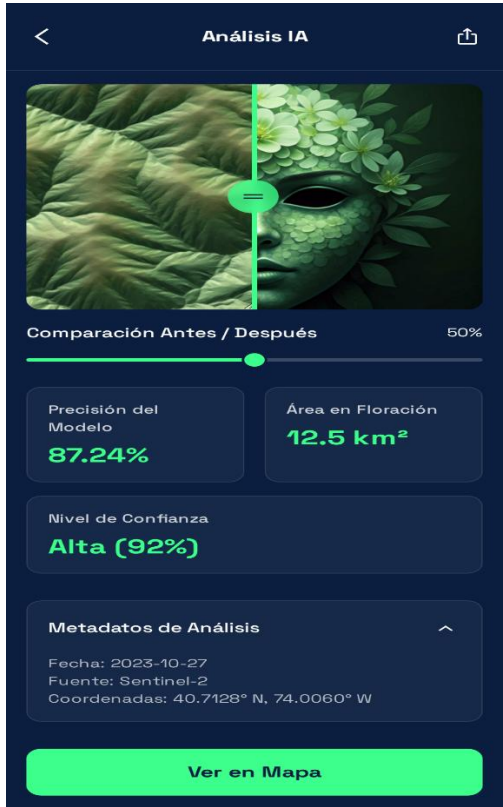 Análisis IA
Comparación Antes / Después
50%
Precisión del
Modelo
87.24%
Área en Floración
12.5 km²
Nivel de Confianza
Alta (92%)
Metadatos de Análisis
Fecha: 2023-10-27
Fuente: Sentinel-2
Coordenadas: 40.7128° N, 74.0060° W
Ver en Mapa